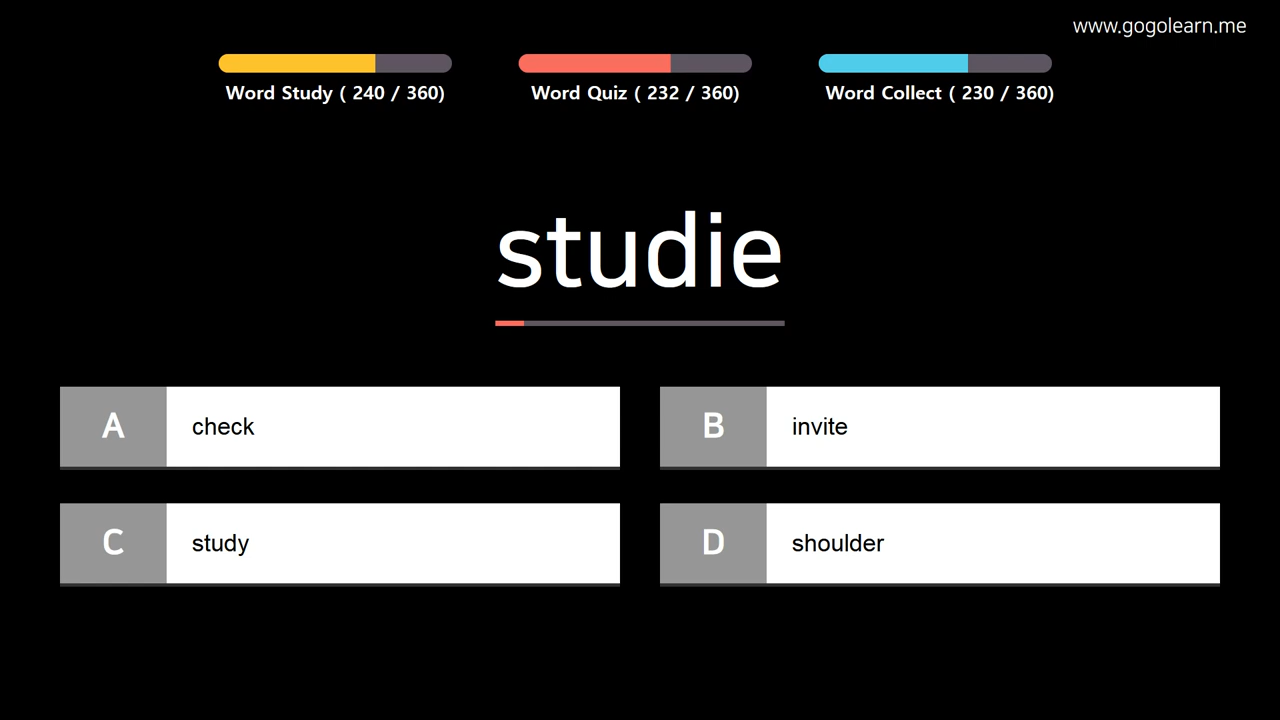 www.gogolearn.me
Word Study ( 240 / 360)
Word Quiz ( 232 / 360)
Word Collect ( 230 / 360)
studie
A check
B invite
C study
D shoulder